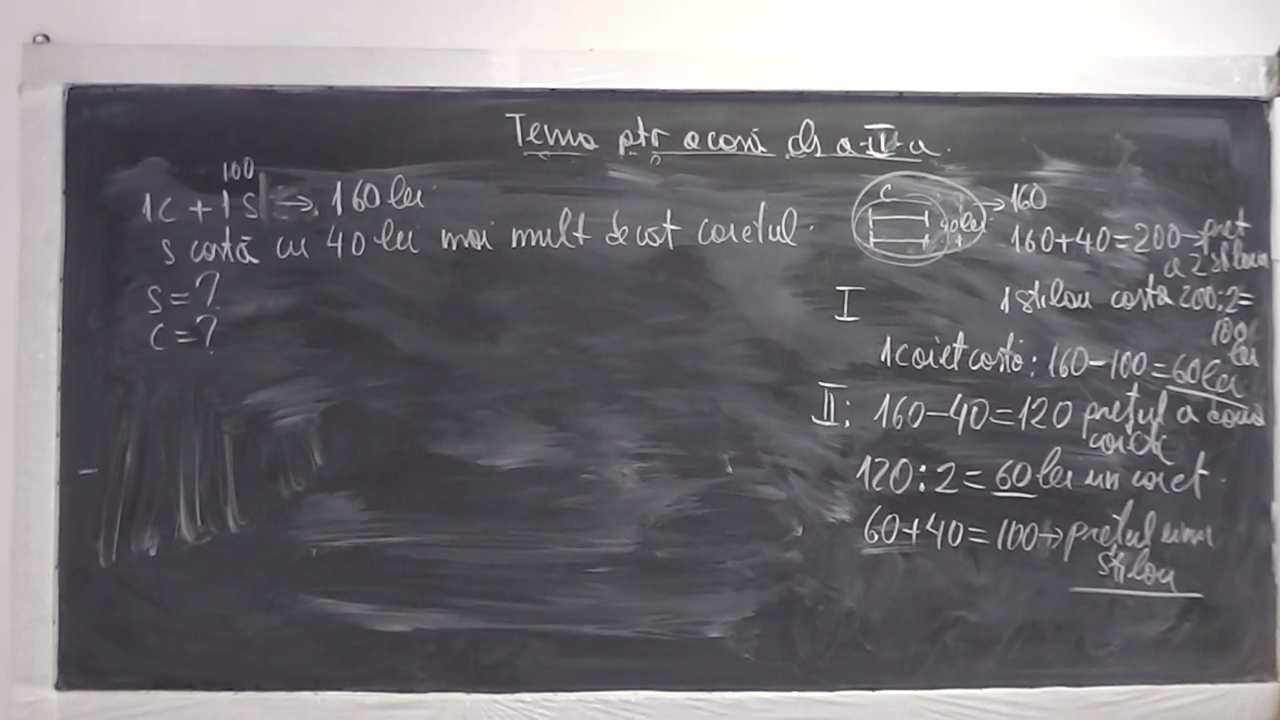 Tema ptr acasă cls a-II-a
100
1C + 1S → 160 lei
S costă cu 40 lei mai mult decât caietul.
S = ?
C = ?
C
40 lei
→ 160
160+40=200→preț
a 2 stilouri
I
1 stilou costă 200:2=
100
lei
1 caiet costă: 160-100=60 lei
II: 160-40=120 prețul a două
caiete
120:2=60 lei un caiet.
60+40=100→prețul unui
stilou